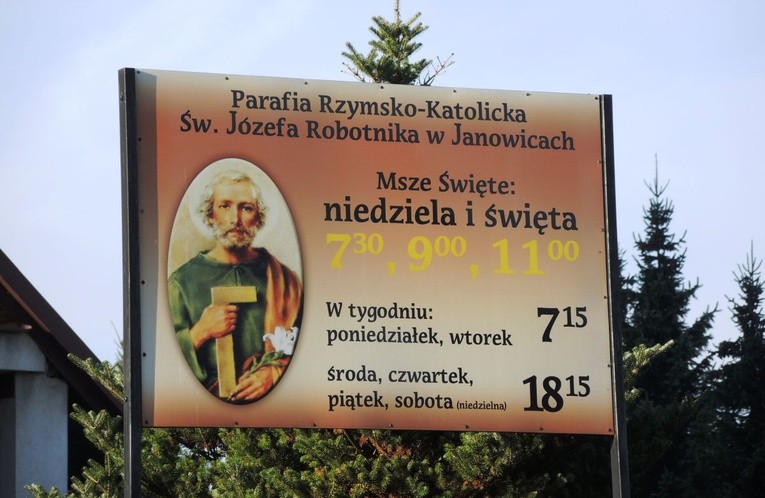 Parafia Rzymsko-Katolicka
Św. Józefa Robotnika w Janowicach
Msze Święte:
niedziela i święta
7³⁰, 9⁰⁰, 11⁰⁰
W tygodniu:
poniedziałek, wtorek 7¹⁵
środa, czwartek,
piątek, sobota (niedzielna) 18¹⁵